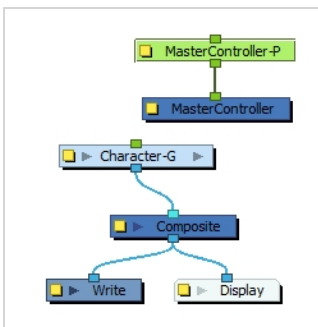 MasterController-P
MasterController
Character-G
Composite
Write
Display